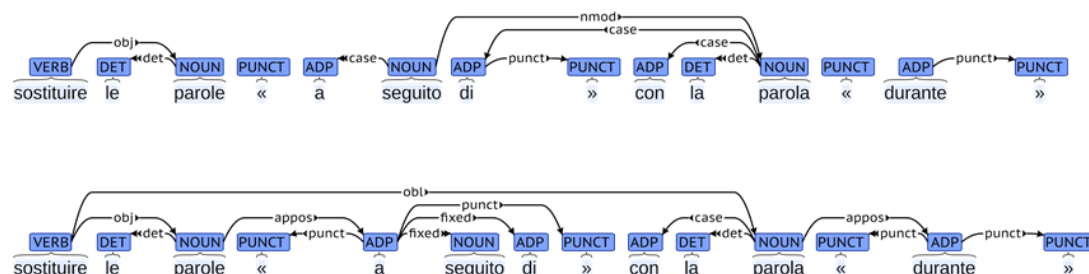 nmod
case
obj case
det case punct det punct
VERB DET NOUN PUNCT ADP NOUN ADP PUNCT ADP DET NOUN PUNCT ADP PUNCT
sostituire le parole « a seguito di » con la parola « durante »
obl
punct
obj appos fixed case appos
det punct fixed det punct punct
VERB DET NOUN PUNCT ADP NOUN ADP PUNCT ADP DET NOUN PUNCT ADP PUNCT
sostituire le parole « a seguito di » con la parola « durante »